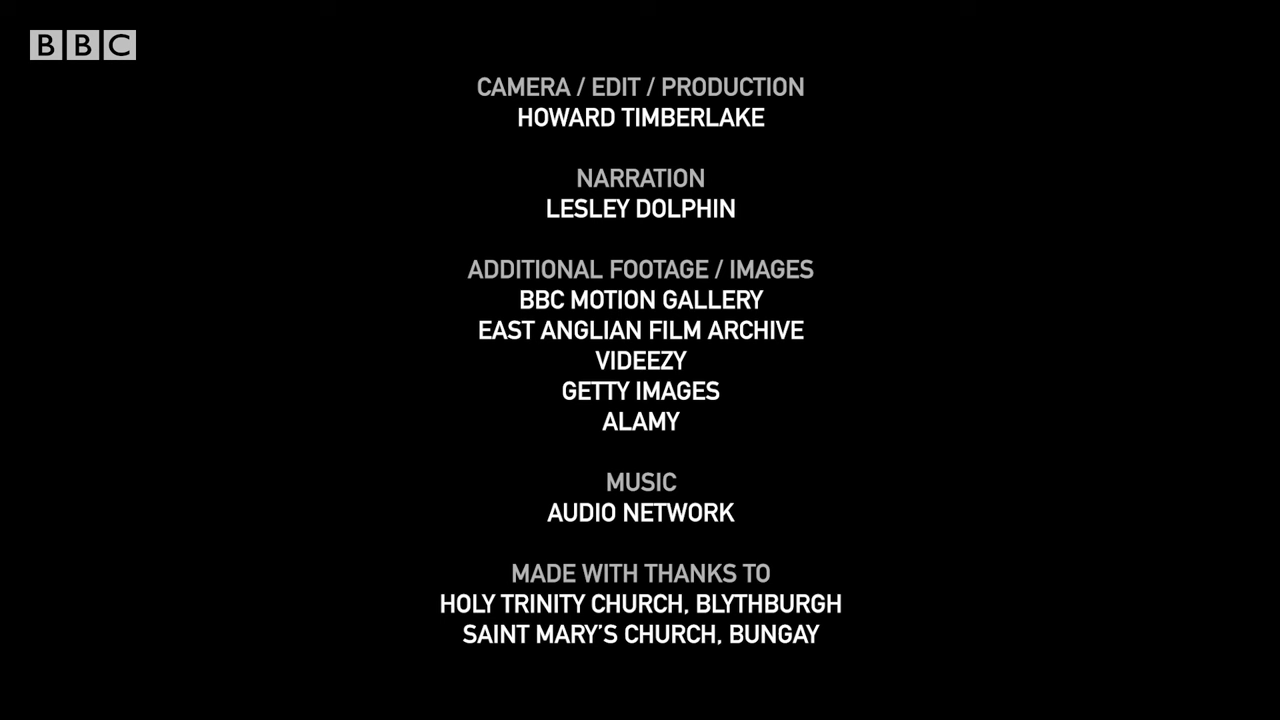 BBC
CAMERA / EDIT / PRODUCTION
HOWARD TIMBERLAKE
NARRATION
LESLEY DOLPHIN
ADDITIONAL FOOTAGE / IMAGES
BBC MOTION GALLERY
EAST ANGLIAN FILM ARCHIVE
VIDEEZY
GETTY IMAGES
ALAMY
MUSIC
AUDIO NETWORK
MADE WITH THANKS TO
HOLY TRINITY CHURCH, BLYTHBURGH
SAINT MARY’S CHURCH, BUNGAY